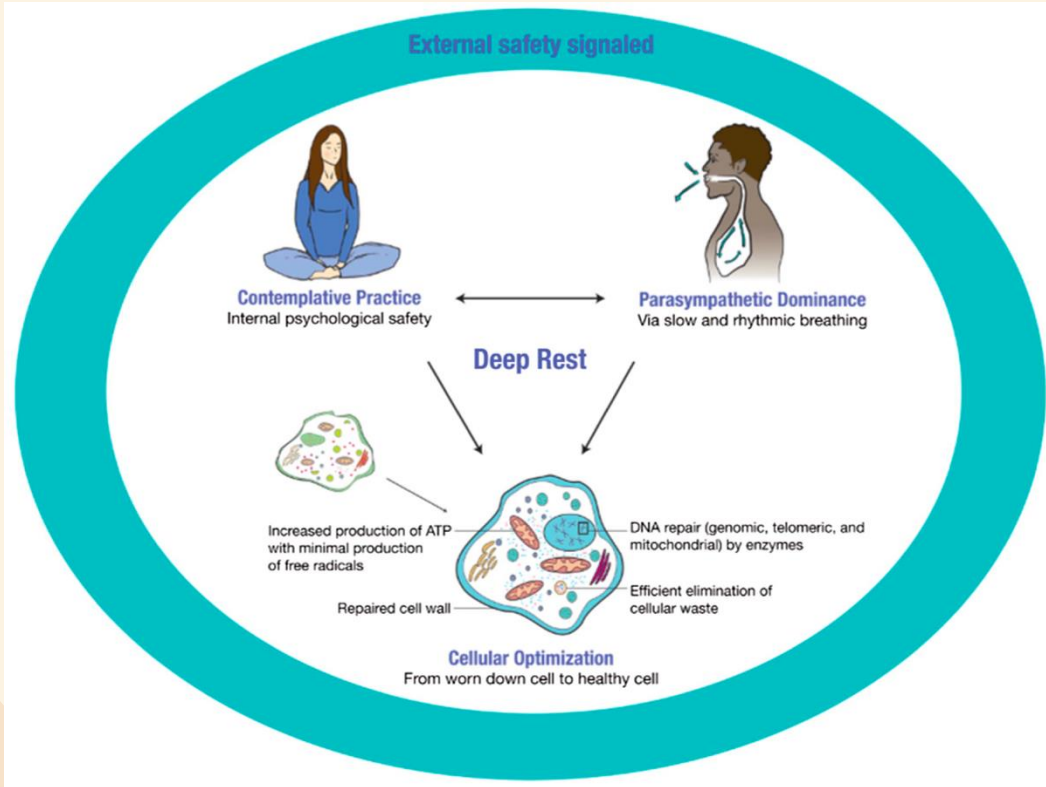 External safety signaled
Contemplative Practice
Internal psychological safety
Parasympathetic Dominance
Via slow and rhythmic breathing
Deep Rest
Increased production of ATP
with minimal production
of free radicals
Repaired cell wall
DNA repair (genomic, telomeric, and
mitochondrial) by enzymes
Efficient elimination of
cellular waste
Cellular Optimization
From worn down cell to healthy cell